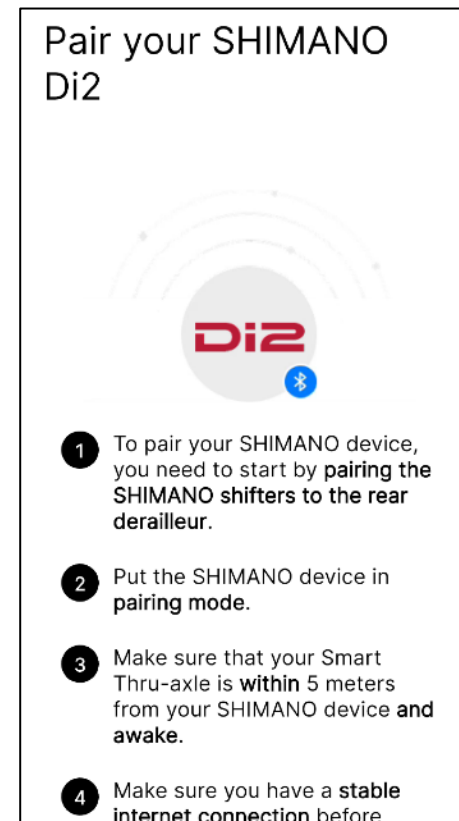 Pair your SHIMANO
Di2
Di2
1 To pair your SHIMANO device,
you need to start by pairing the
SHIMANO shifters to the rear
derailleur.
2 Put the SHIMANO device in
pairing mode.
3 Make sure that your Smart
Thru-axle is within 5 meters
from your SHIMANO device and
awake.
4 Make sure you have a stable
internet connection before